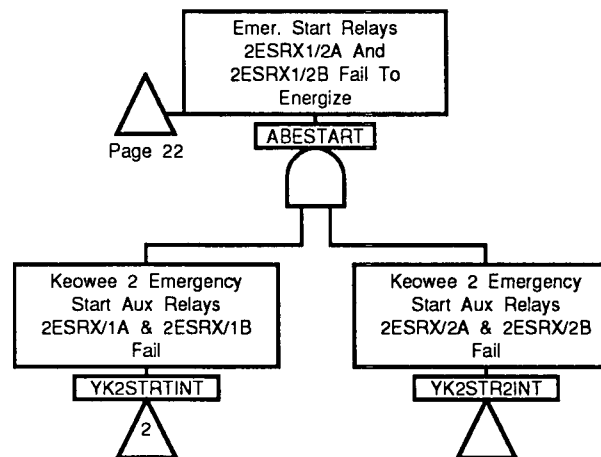 Emer. Start Relays
2ESRX1/2A And
2ESRX1/2B Fail To
Energize
Page 22
ABESTART
Keowee 2 Emergency
Start Aux Relays
2ESRX/1A & 2ESRX/1B
Fail
YK2STRTINT
2
Keowee 2 Emergency
Start Aux Relays
2ESRX/2A & 2ESRX/2B
Fail
YK2STR2INT